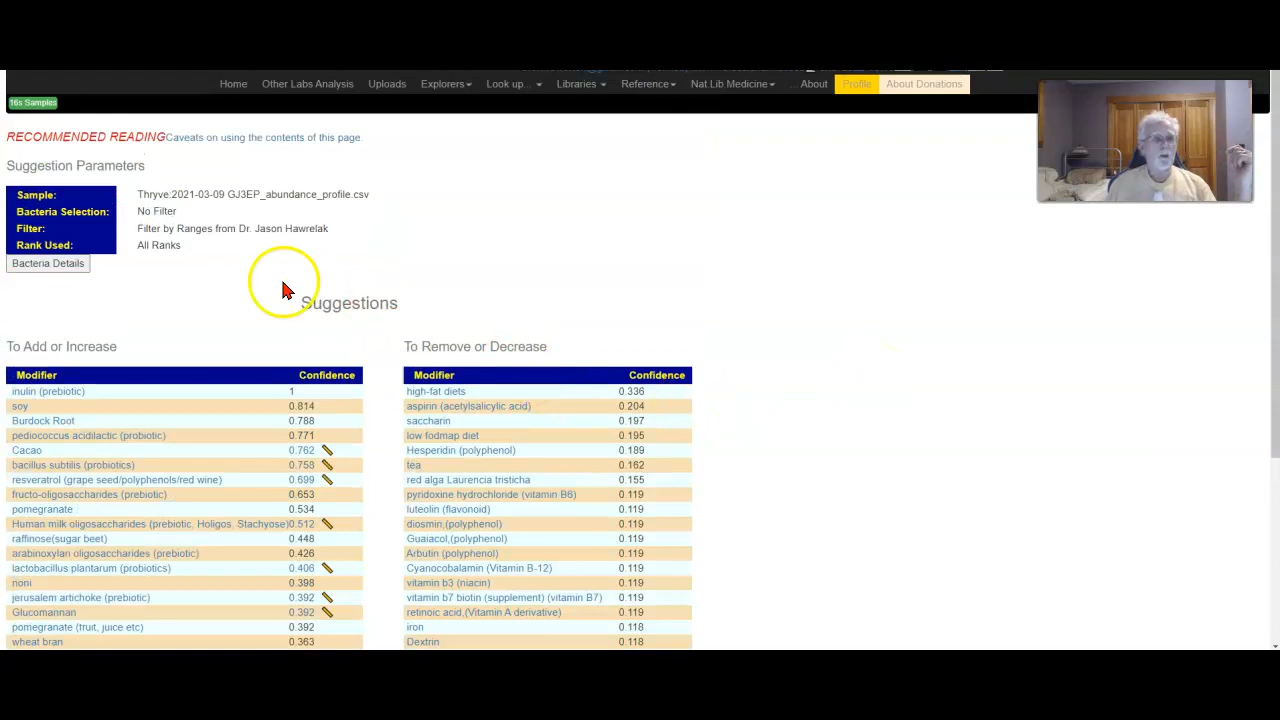 Home Other Labs Analysis Uploads Explorers Look up... Libraries Reference Nat.Lib.Medicine ... About Profile About Donations
16s Samples
RECOMMENDED READINGCaveats on using the contents of this page.
Suggestion Parameters
Sample: Thryve:2021-03-09 GJ3EP_abundance_profile.csv
Bacteria Selection: No Filter
Filter: Filter by Ranges from Dr. Jason Hawrelak
Rank Used: All Ranks
Bacteria Details
Suggestions
To Add or Increase
Modifier Confidence
inulin (prebiotic) 1
soy 0.814
Burdock Root 0.788
pediococcus acidilactic (probiotic) 0.771
Cacao 0.762
bacillus subtilis (probiotics) 0.758
resveratrol (grape seed/polyphenols/red wine) 0.699
fructo-oligosaccharides (prebiotic) 0.653
pomegranate 0.534
Human milk oligosaccharides (prebiotic, Holigos, Stachyose) 0.512
raffinose(sugar beet) 0.448
arabinoxylan oligosaccharides (prebiotic) 0.426
lactobacillus plantarum (probiotics) 0.406
noni 0.398
jerusalem artichoke (prebiotic) 0.392
Glucomannan 0.392
pomegranate (fruit, juice etc) 0.392
wheat bran 0.363
To Remove or Decrease
Modifier Confidence
high-fat diets 0.336
aspirin (acetylsalicylic acid) 0.204
saccharin 0.197
low fodmap diet 0.195
Hesperidin (polyphenol) 0.189
tea 0.162
red alga Laurencia tristicha 0.155
pyridoxine hydrochloride (vitamin B6) 0.119
luteolin (flavonoid) 0.119
diosmin,(polyphenol) 0.119
Guaiacol,(polyphenol) 0.119
Arbutin (polyphenol) 0.119
Cyanocobalamin (Vitamin B-12) 0.119
vitamin b3 (niacin) 0.119
vitamin b7 biotin (supplement) (vitamin B7) 0.119
retinoic acid,(Vitamin A derivative) 0.119
iron 0.118
Dextrin 0.118